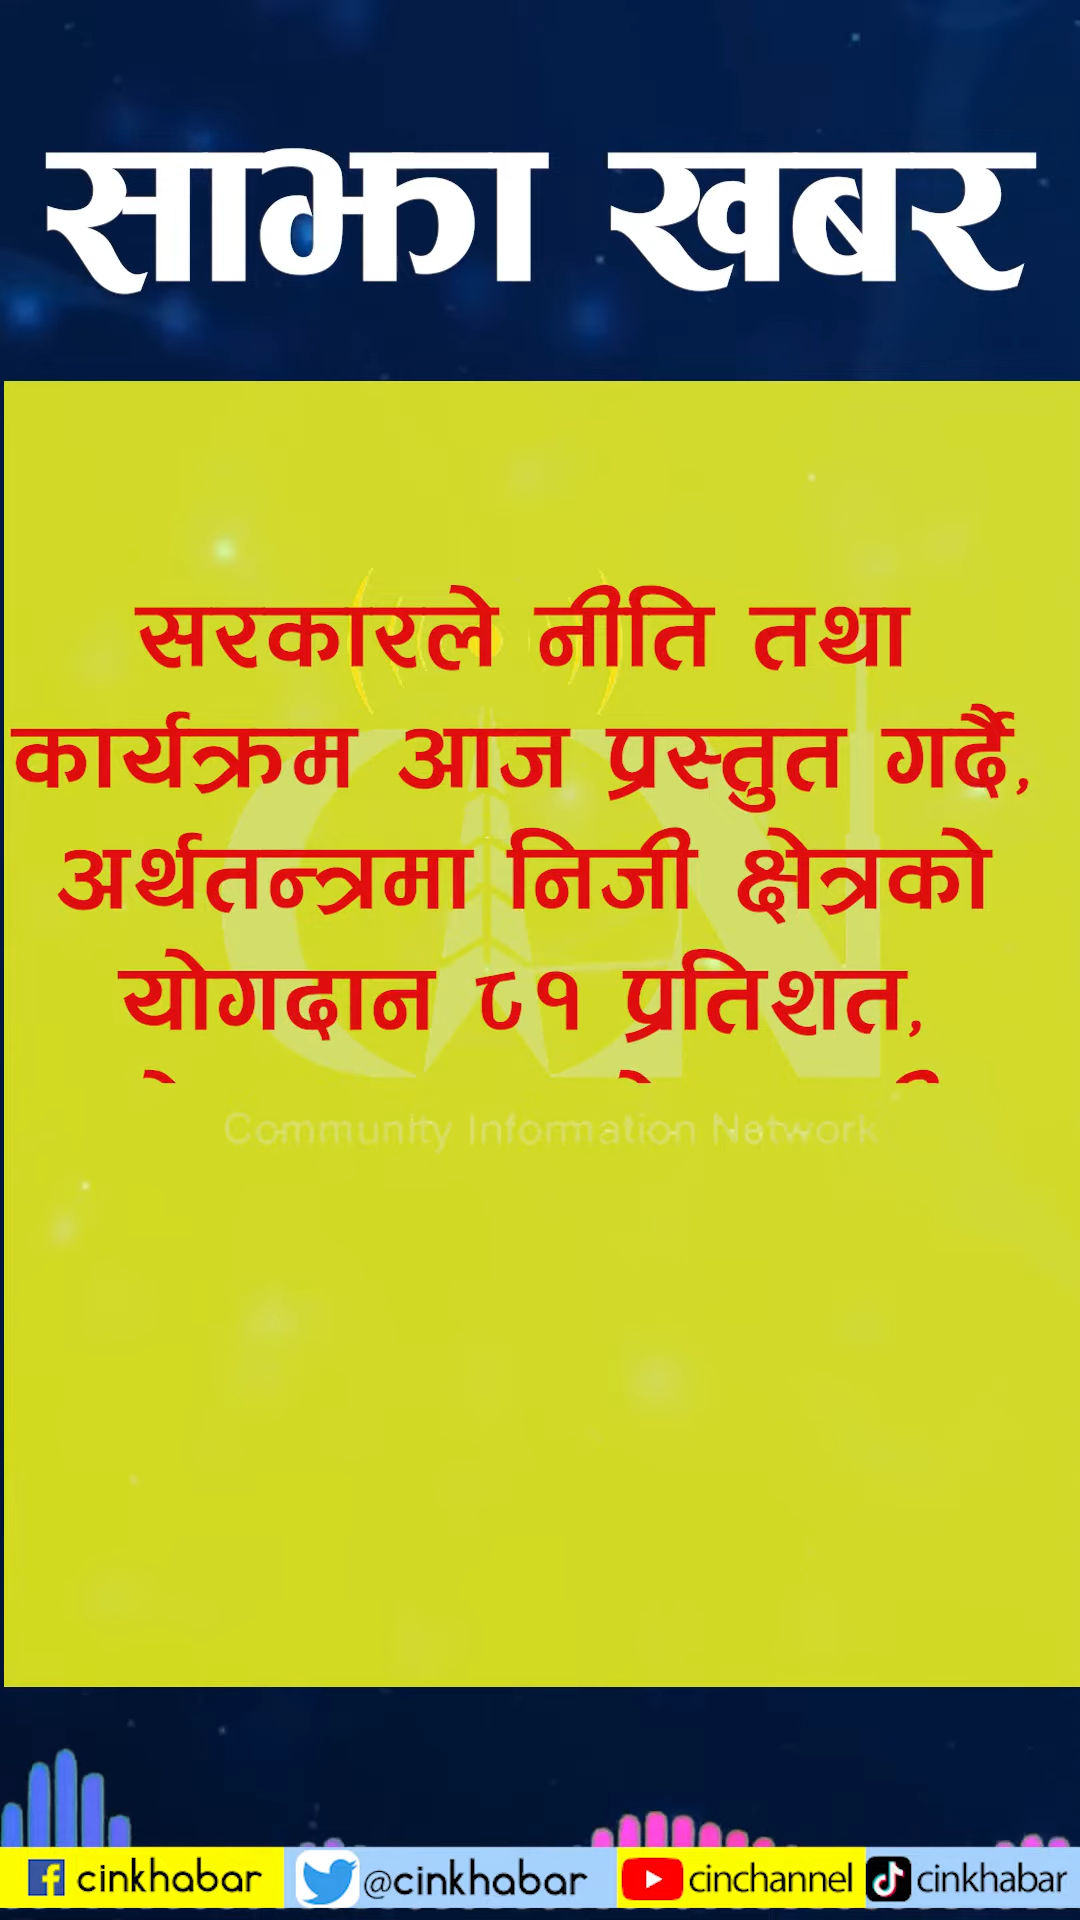 साझा खबर
सरकारले नीति तथा
कार्यक्रम आज प्रस्तुत गर्दै,
अर्थतन्त्रमा निजी क्षेत्रको
योगदान ८१ प्रतिशत,
CIN
Community Information Network
cinkhabar @cinkhabar cinchannel cinkhabar